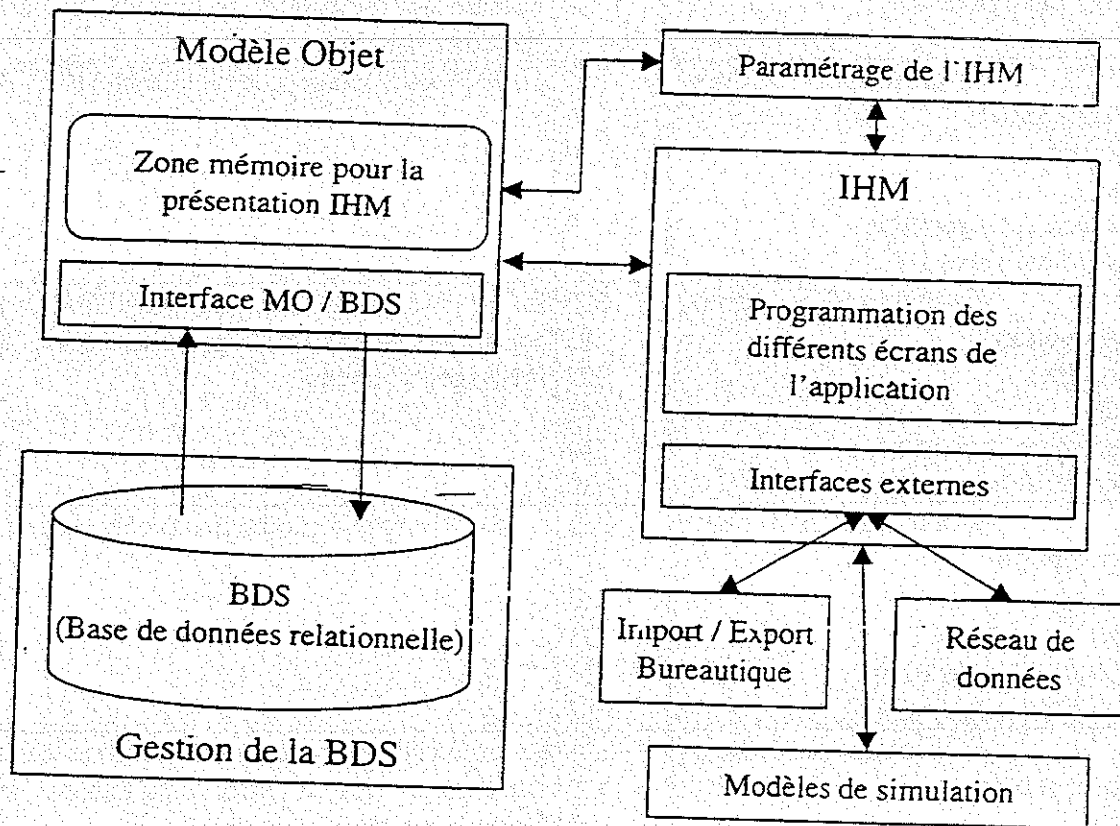 Modèle Objet
Zone mémoire pour la
présentation IHM
Interface MO / BDS
BDS
(Base de données relationnelle)
Gestion de la BDS
Paramétrage de l'IHM
IHM
Programmation des
différents écrans de
l'application
Interfaces externes
Import / Export
Bureautique
Réseau de
données
Modèles de simulation